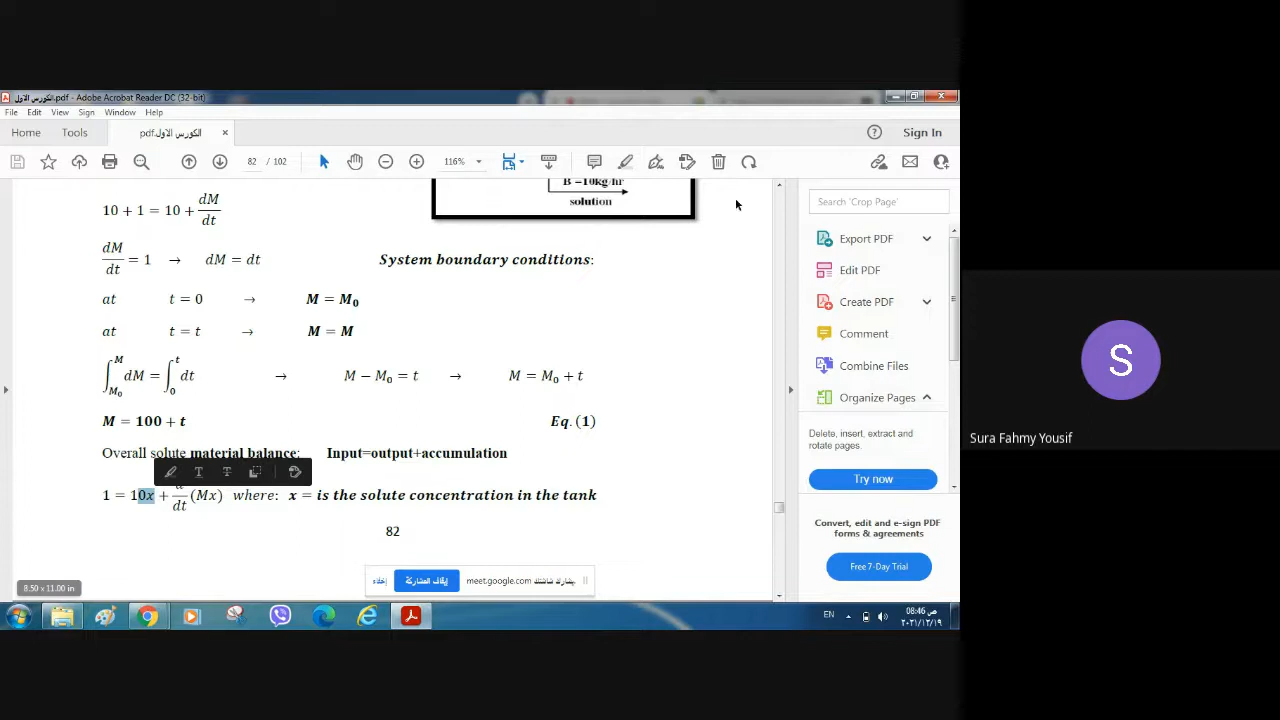 الكورس الاول.pdf - Adobe Acrobat Reader DC (32-bit)
File Edit View Sign Window Help
Home Tools الكورس الاول.pdf × Sign In
82 / 102 116%
B =10kg/hr
solution
10 + 1 = 10 + dM/dt
dM/dt = 1 → dM = dt System boundary conditions:
at t = 0 → M = M₀
at t = t → M = M
∫_{M₀}^{M} dM = ∫_{0}^{t} dt → M − M₀ = t → M = M₀ + t
M = 100 + t Eq. (1)
Overall solute material balance: Input=output+accumulation
1 = 10x + d/dt (Mx) where: x = is the solute concentration in the tank
82
8.50 x 11.00 in
إخفاء إيقاف المشاركة meet.google.com
Search 'Crop Page'
Export PDF
Edit PDF
Create PDF
Comment
Combine Files
Organize Pages
Delete, insert, extract and
rotate pages.
Try now
Convert, edit and e-sign PDF
forms & agreements
Free 7-Day Trial
EN
08:46 ص
٢٠٢١/١٢/١٩
S
Sura Fahmy Yousif